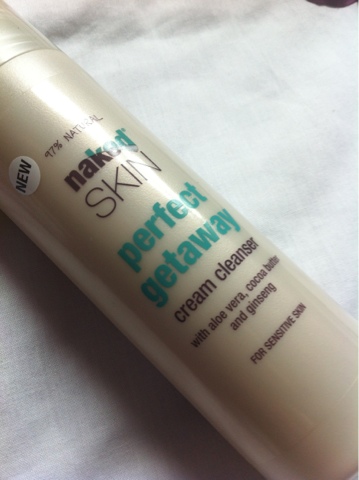 97% NATURAL
NEW
naked
SKIN
perfect
getaway
cream cleanser
with aloe vera, cocoa butter
and ginseng
FOR SENSITIVE SKIN